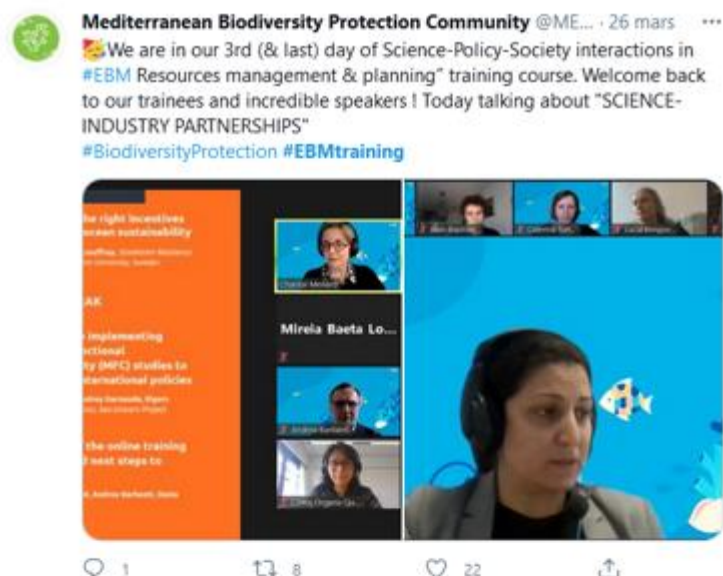 Mediterranean Biodiversity Protection Community @ME... · 26 mars
We are in our 3rd (& last) day of Science-Policy-Society interactions in
#EBM Resources management & planning" training course. Welcome back
to our trainees and incredible speakers ! Today talking about "SCIENCE-
INDUSTRY PARTNERSHIPS"
#BiodiversityProtection #EBMtraining
he right incentives
ocean sustainability
AK
implementing
ctional
ty (MFC) studies to
ternational policies
the online training
next steps to
Mireia Baeta Lo...
1
8
22